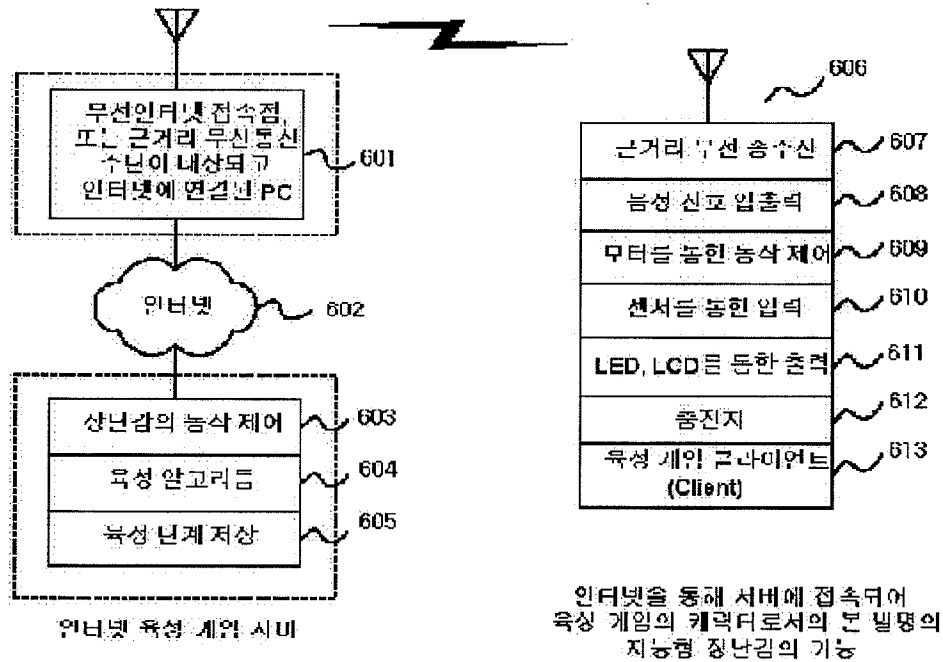 무선인터넷 접속점,
또는 근거리 무선통신
수단이 내장되고
인터넷에 연결된 PC
601
인터넷
602
장난감의 동작 제어
603
육성 알고리듬
604
육성 단계 저장
605
인터넷 육성 게임 서버
606
근거리 무선 송수신
607
음성 신호 입출력
608
모터를 통한 동작 제어
609
센서를 통한 입력
610
LED, LCD를 통한 출력
611
충전지
612
육성 게임 클라이언트
(Client)
613
인터넷을 통해 서버에 접속되어
육성 게임의 캐릭터로서의 본 발명의
지능형 장난감의 기능